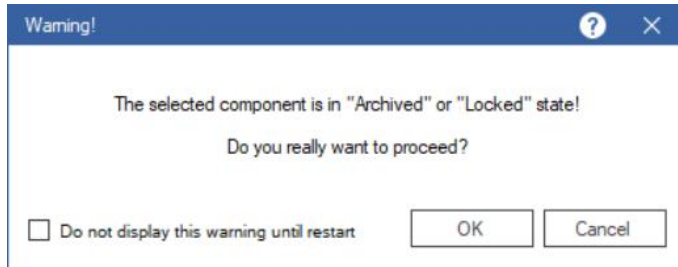 Warning!
?
The selected component is in "Archived" or "Locked" state!
Do you really want to proceed?
Do not display this warning until restart
OK
Cancel